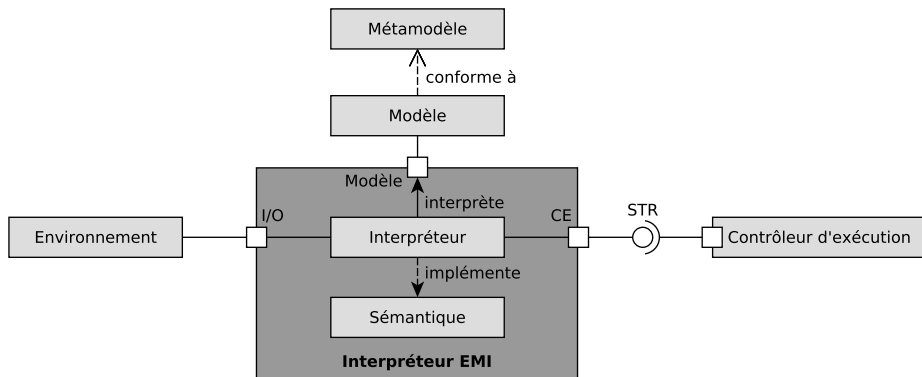 Métamodèle
conforme à
Modèle
Modèle
interprète
I/O
CE
STR
Environnement
Interpréteur
Contrôleur d'exécution
implémente
Sémantique
Interpréteur EMI